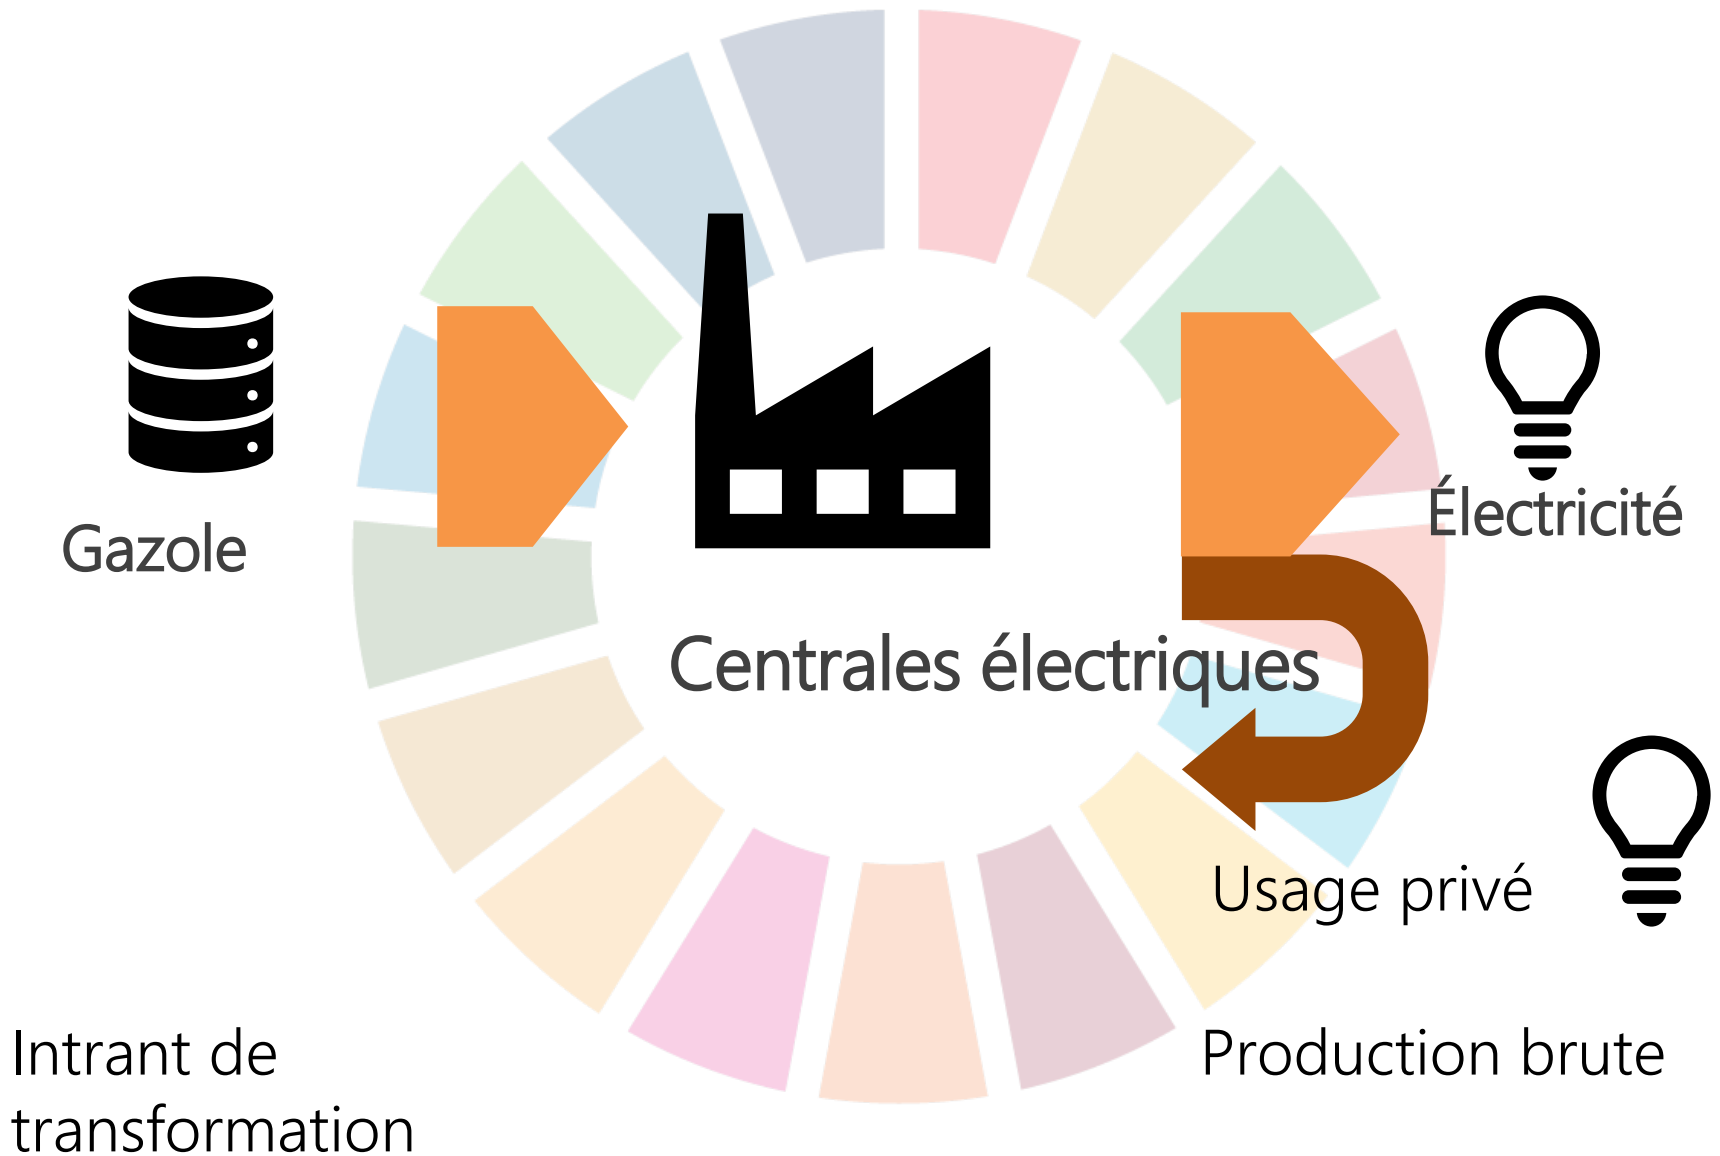 Gazole
Électricité
Centrales électriques
Usage privé
Intrant de
transformation
Production brute